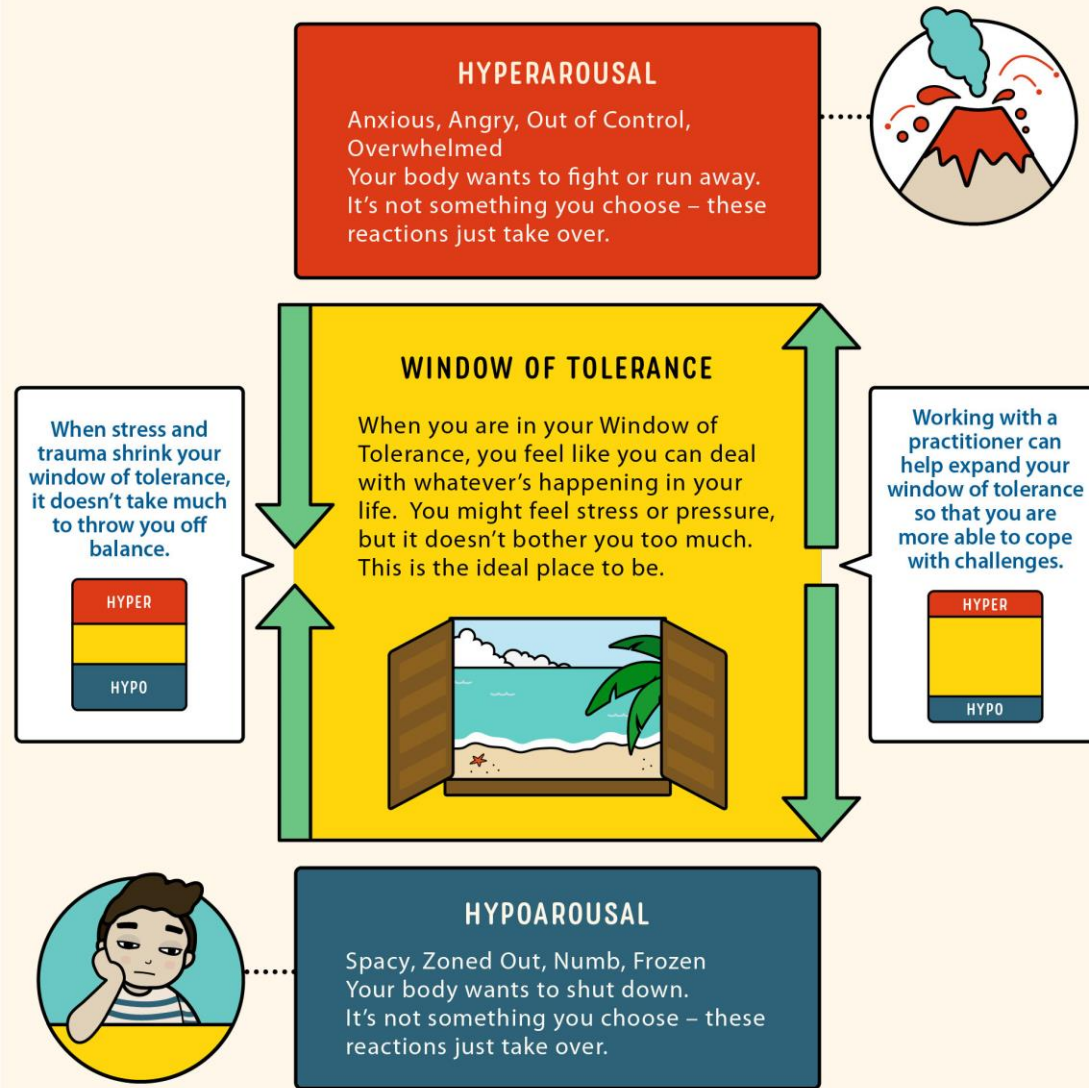 HYPERAROUSAL
Anxious, Angry, Out of Control,
Overwhelmed
Your body wants to fight or run away.
It's not something you choose – these
reactions just take over.
WINDOW OF TOLERANCE
When you are in your Window of
Tolerance, you feel like you can deal
with whatever's happening in your
life. You might feel stress or pressure,
but it doesn't bother you too much.
This is the ideal place to be.
When stress and
trauma shrink your
window of tolerance,
it doesn't take much
to throw you off
balance.
HYPER
HYPO
Working with a
practitioner can
help expand your
window of tolerance
so that you are
more able to cope
with challenges.
HYPER
HYPO
HYPOAROUSAL
Spacy, Zoned Out, Numb, Frozen
Your body wants to shut down.
It's not something you choose – these
reactions just take over.